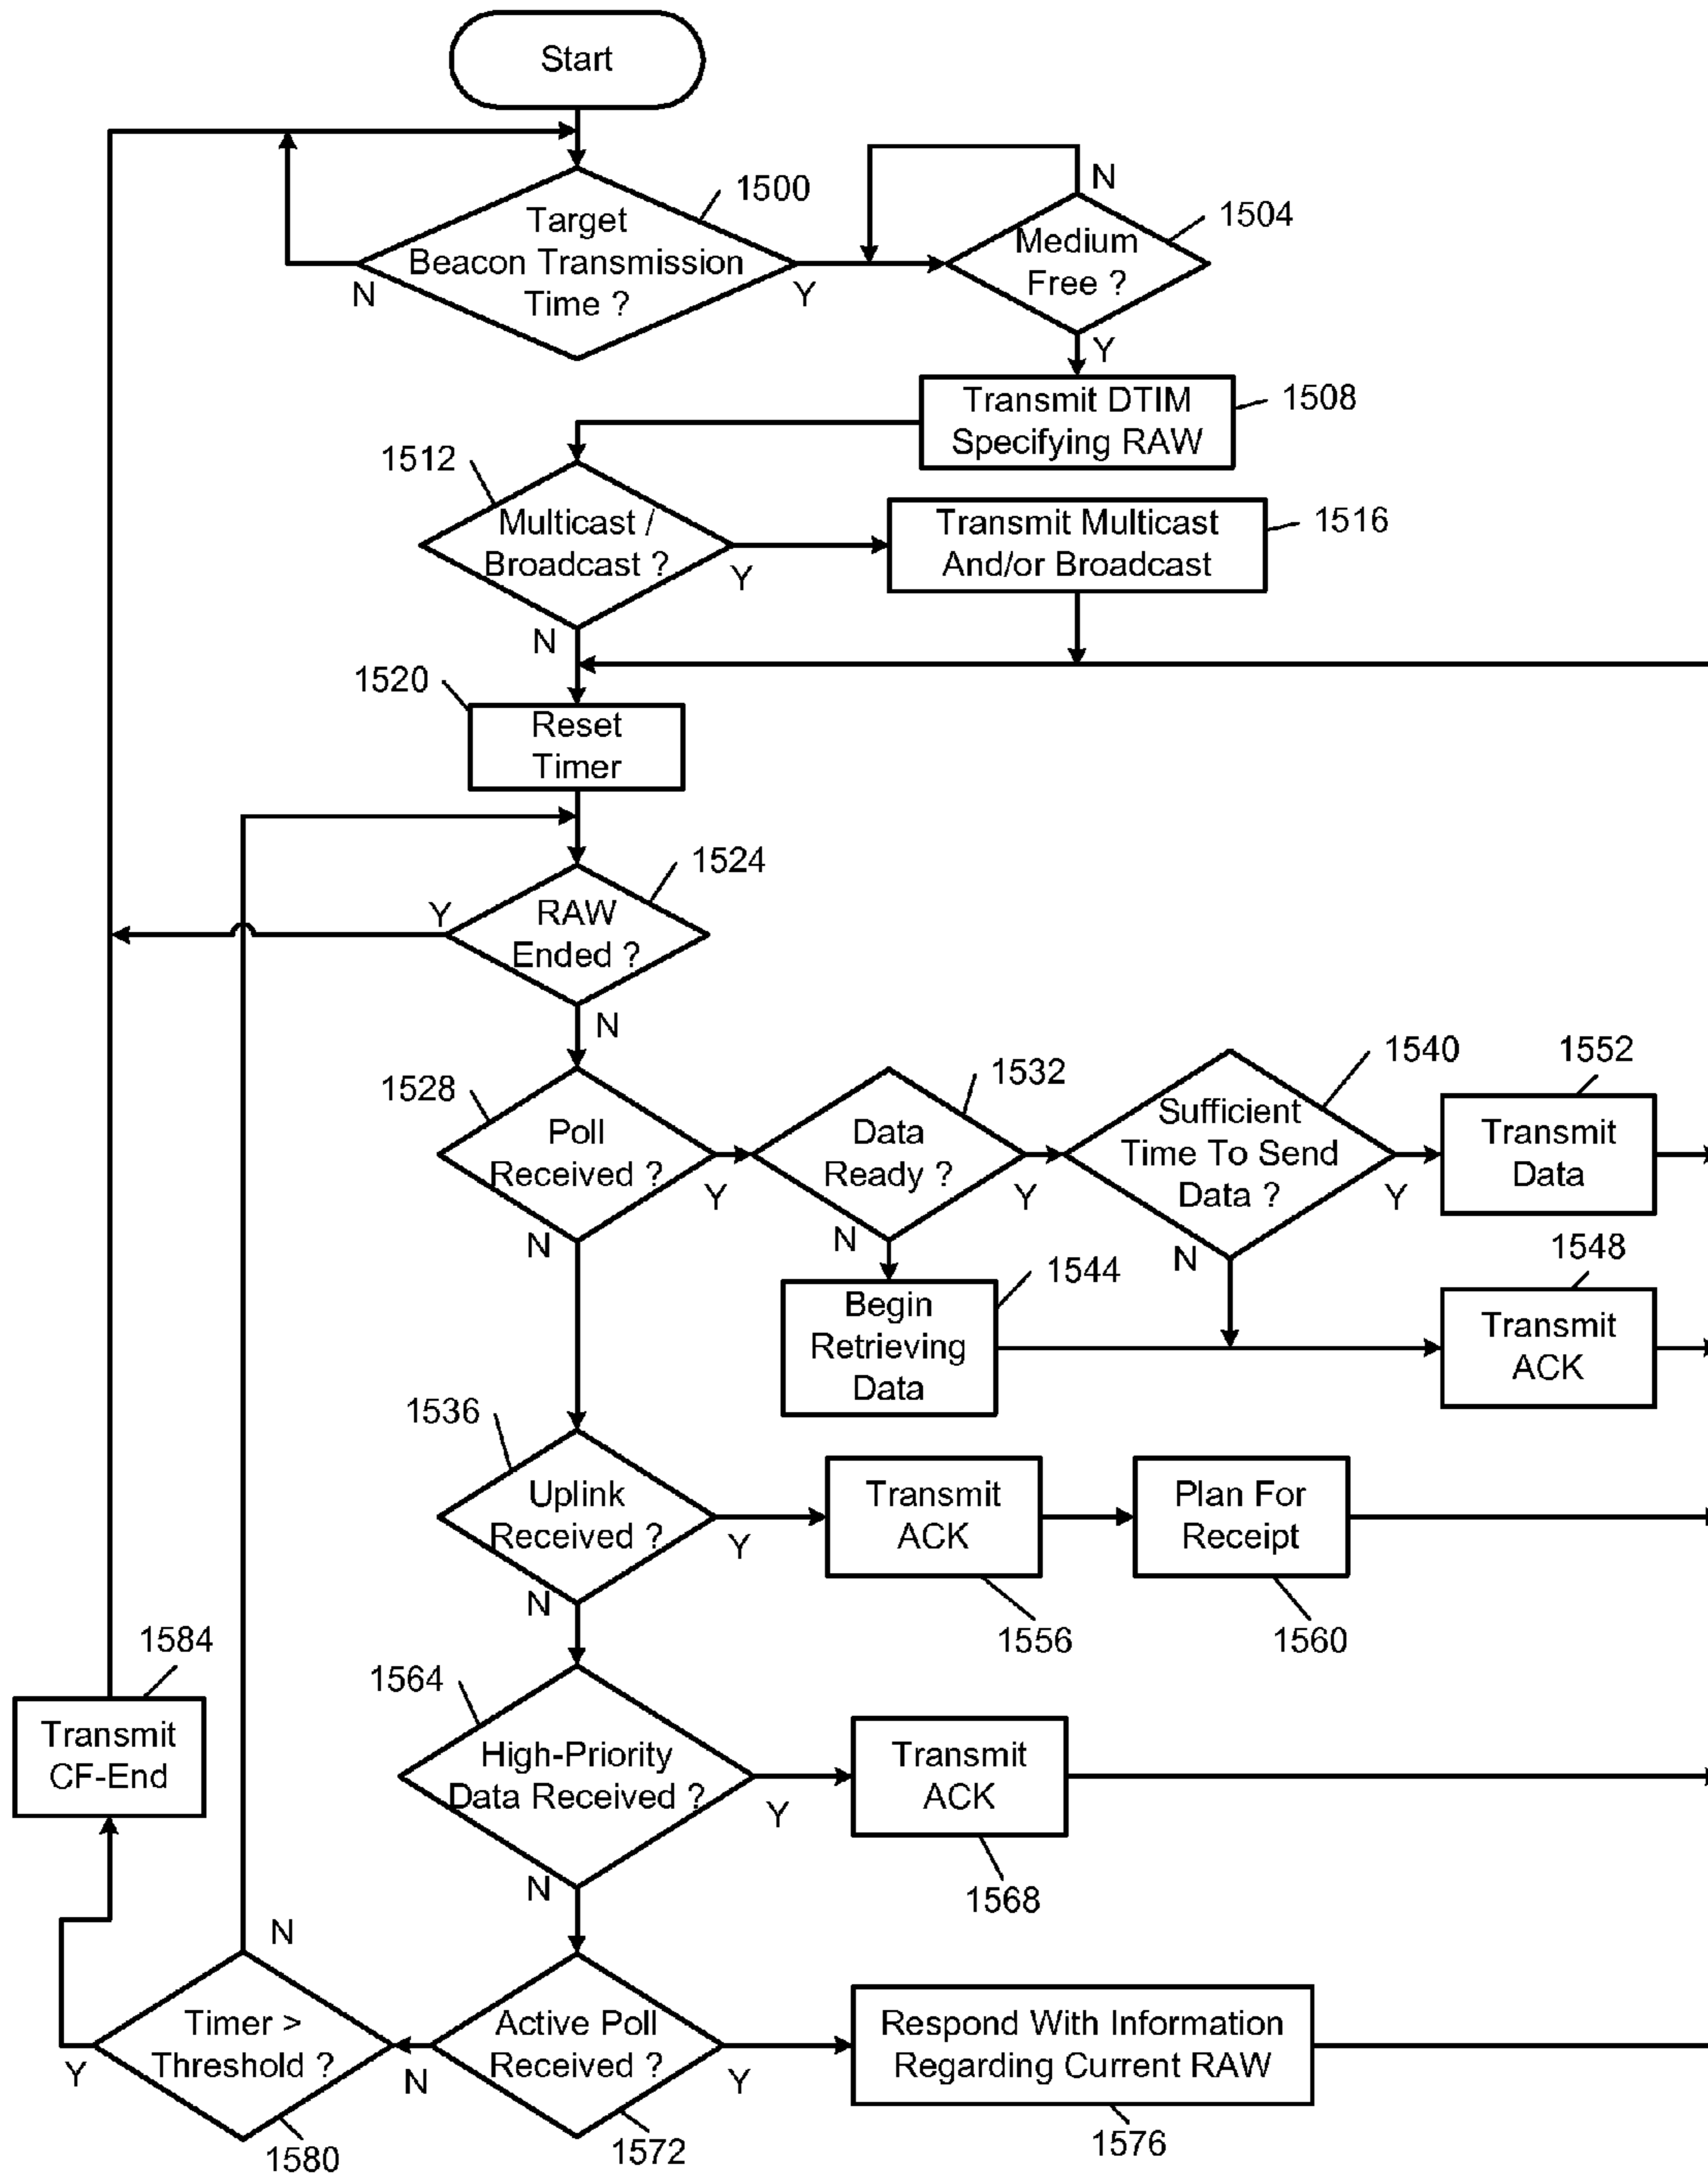 Start
1500
Target
Beacon Transmission
Time ?
N
Y
N
1504
Medium
Free ?
Y
Transmit DTIM
Specifying RAW
1508
1512
Multicast /
Broadcast ?
Y
N
Transmit Multicast
And/or Broadcast
1516
1520
Reset
Timer
1524
Y
RAW
Ended ?
N
1528
Poll
Received ?
Y
N
1532
Data
Ready ?
Y
N
1540
Sufficient
Time To Send
Data ?
Y
N
1552
Transmit
Data
1544
Begin
Retrieving
Data
1548
Transmit
ACK
1536
Uplink
Received ?
Y
N
Transmit
ACK
1556
Plan For
Receipt
1560
1584
Transmit
CF-End
1564
High-Priority
Data Received ?
Y
N
Transmit
ACK
1568
N
Timer >
Threshold ?
Y
1580
Active Poll
Received ?
N
Y
1572
Respond With Information
Regarding Current RAW
1576